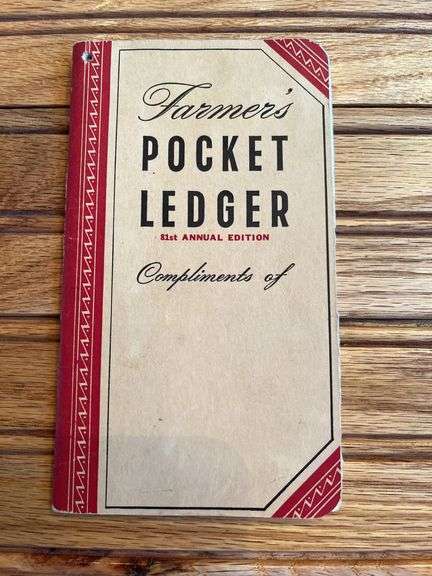 Farmer's
POCKET
LEDGER
81st ANNUAL EDITION
Compliments of